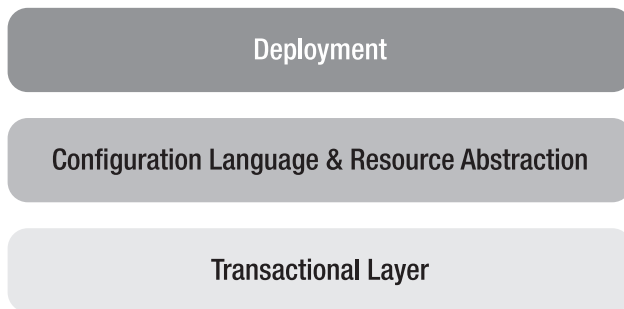 Deployment
Configuration Language & Resource Abstraction
Transactional Layer